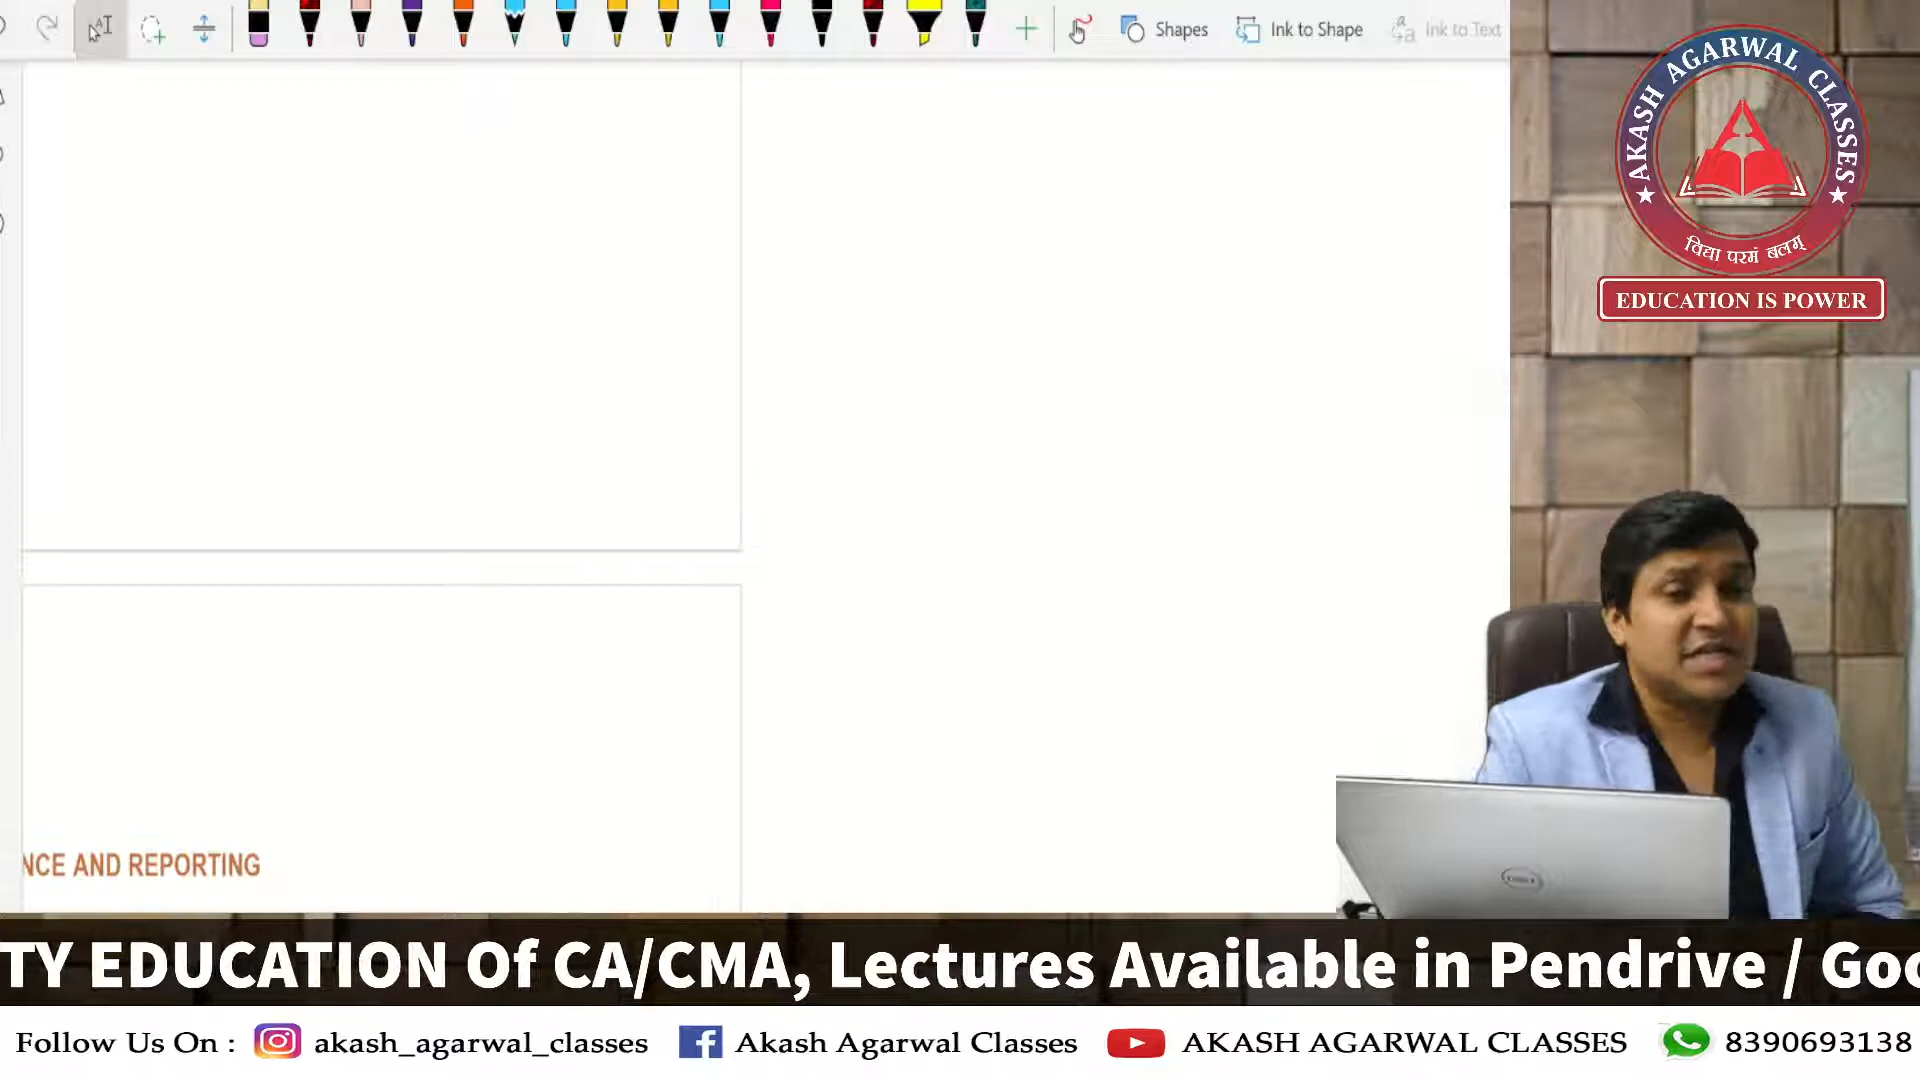 Shapes
Ink to Shape
Ink to Text
AKASH AGARWAL CLASSES
विद्या परमं बलम्
EDUCATION IS POWER
NCE AND REPORTING
DELL
TY EDUCATION Of CA/CMA, Lectures Available in Pendrive / Goo
Follow Us On : akash_agarwal_classes Akash Agarwal Classes AKASH AGARWAL CLASSES 8390693138